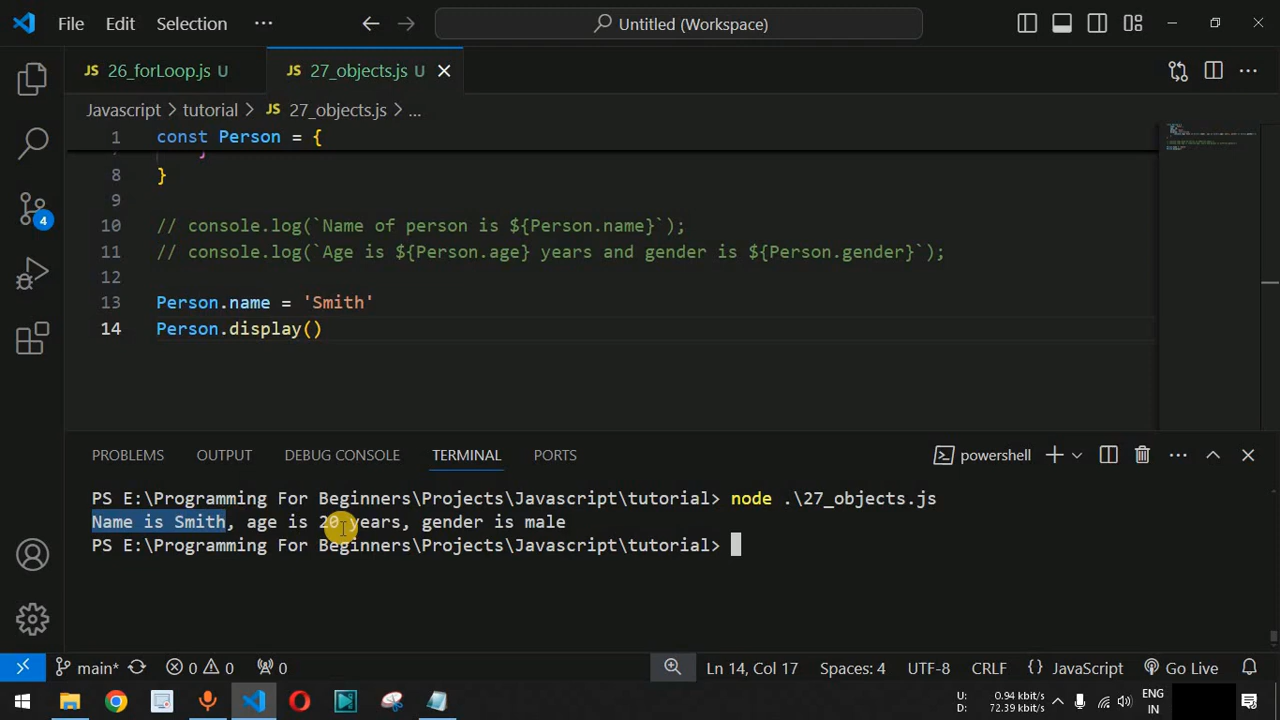 File Edit Selection ··· Untitled (Workspace)
JS 26_forLoop.js U JS 27_objects.js U
Javascript > tutorial > JS 27_objects.js > ...
1 const Person = {
}
8 }
9
10 // console.log(`Name of person is ${Person.name}`);
11 // console.log(`Age is ${Person.age} years and gender is ${Person.gender}`);
12
13 Person.name = 'Smith'
14 Person.display()
PROBLEMS OUTPUT DEBUG CONSOLE TERMINAL PORTS powershell
PS E:\Programming For Beginners\Projects\Javascript\tutorial> node .\27_objects.js
Name is Smith, age is 20 years, gender is male
PS E:\Programming For Beginners\Projects\Javascript\tutorial>
4
main* 0 0 0 Ln 14, Col 17 Spaces: 4 UTF-8 CRLF {} JavaScript Go Live
U: 0.94 kbit/s ENG
D: 72.39 kbit/s IN